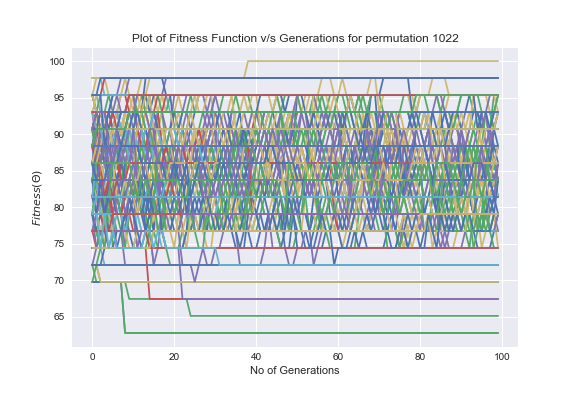 Plot of Fitness Function v/s Generations for permutation 1022
100
95
90
85
80
75
70
65
Fitness(Θ)
0 20 40 60 80 100
No of Generations